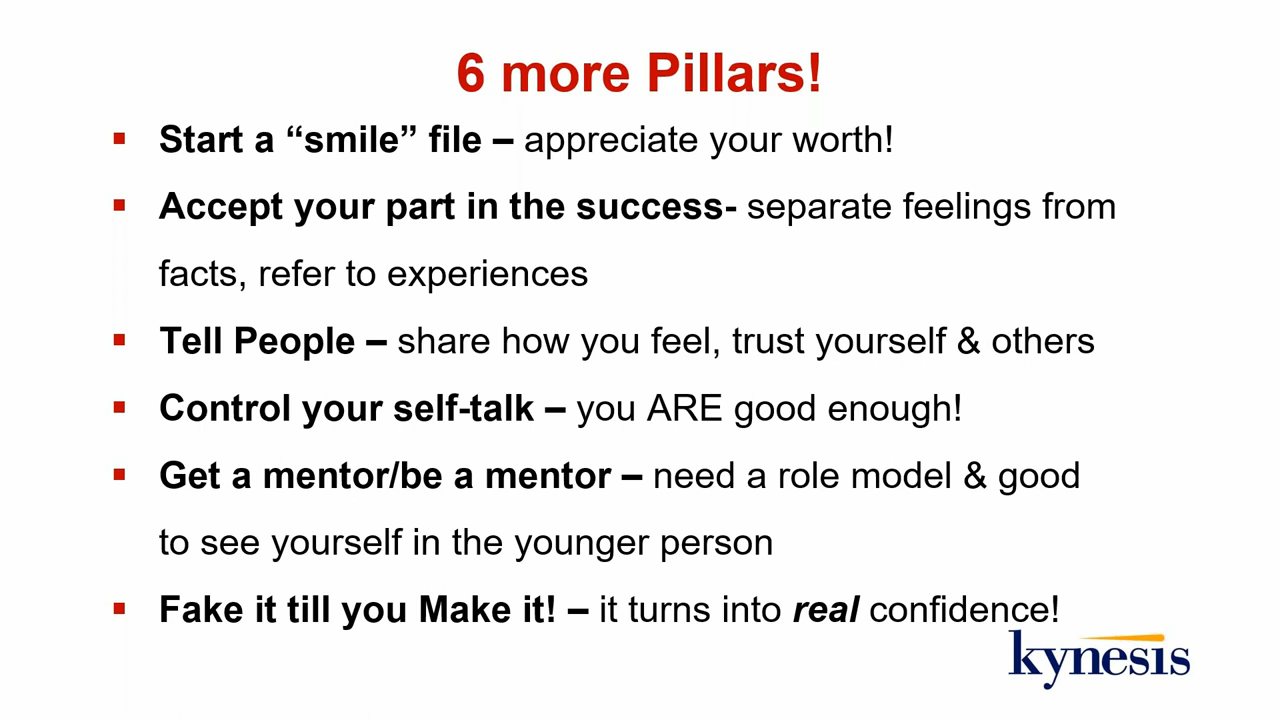 6 more Pillars!
▪ Start a “smile” file – appreciate your worth!
▪ Accept your part in the success- separate feelings from
facts, refer to experiences
▪ Tell People – share how you feel, trust yourself & others
▪ Control your self-talk – you ARE good enough!
▪ Get a mentor/be a mentor – need a role model & good
to see yourself in the younger person
▪ Fake it till you Make it! – it turns into real confidence!
kynesis